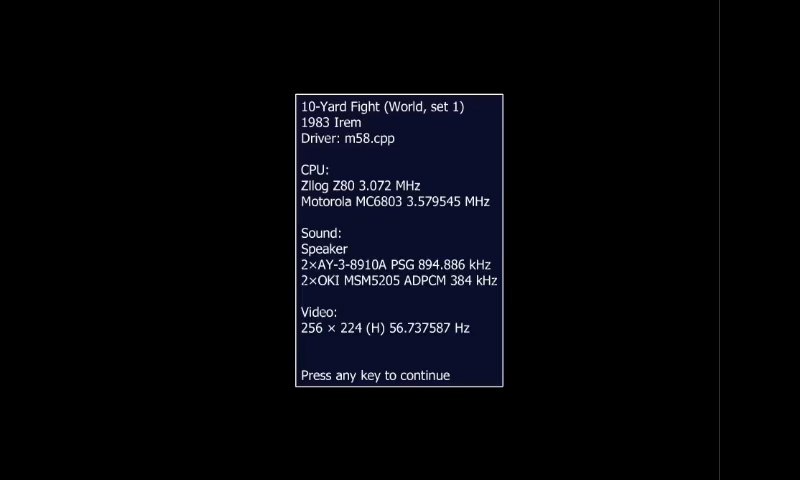 10-Yard Fight (World, set 1)
1983 Irem
Driver: m58.cpp
CPU:
Zilog Z80 3.072 MHz
Motorola MC6803 3.579545 MHz
Sound:
Speaker
2×AY-3-8910A PSG 894.886 kHz
2×OKI MSM5205 ADPCM 384 kHz
Video:
256 × 224 (H) 56.737587 Hz
Press any key to continue